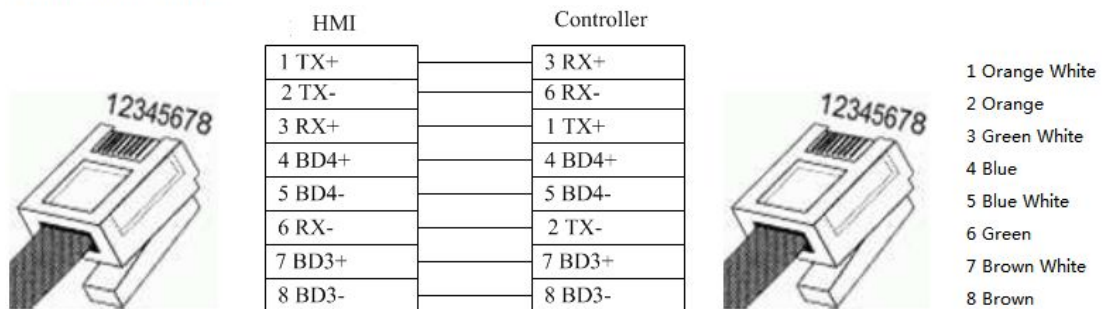 HMI Controller
1 TX+ 3 RX+
2 TX- 6 RX-
3 RX+ 1 TX+
4 BD4+ 4 BD4+
5 BD4- 5 BD4-
6 RX- 2 TX-
7 BD3+ 7 BD3+
8 BD3- 8 BD3-
12345678
12345678
1 Orange White
2 Orange
3 Green White
4 Blue
5 Blue White
6 Green
7 Brown White
8 Brown